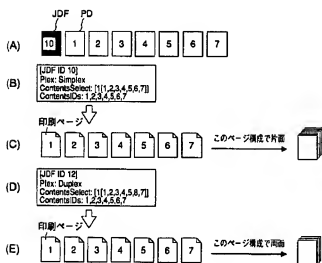 JDF PD
(A) 10 1 2 3 4 5 6 7
(B) [JDF ID 10]
Plex: Simplex
ContentsSelect: [1[1,2,3,4,5,6,7]]
ContentsIDs: 1,2,3,4,5,6,7
印刷ページ
(C) 1 2 3 4 5 6 7 このページ構成で片面
(D) [JDF ID 12]
Plex: Duplex
ContentsSelect: [1[1,2,3,4,5,6,7]]
ContentsIDs: 1,2,3,4,5,6,7
印刷ページ
(E) 1 2 3 4 5 6 7 このページ構成で両面